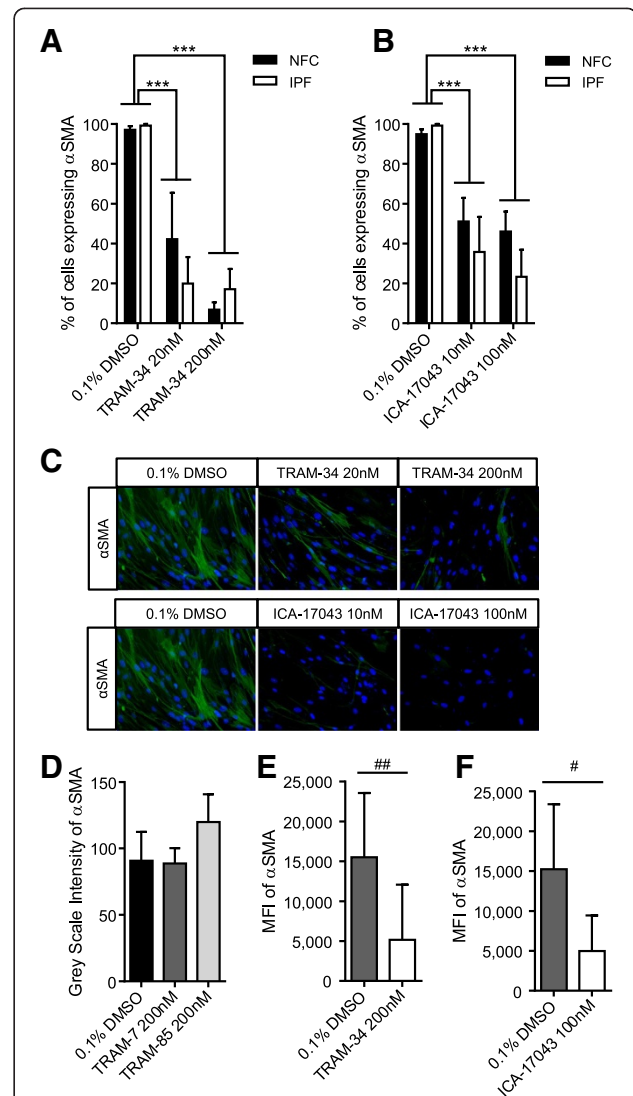 A
***
***
NFC
IPF
% of cells expressing αSMA
100
80
60
40
20
0
0.1% DMSO
TRAM-34 20nM
TRAM-34 200nM
B
***
***
NFC
IPF
% of cells expressing αSMA
100
80
60
40
20
0
0.1% DMSO
ICA-17043 10nM
ICA-17043 100nM
C
0.1% DMSO
TRAM-34 20nM
TRAM-34 200nM
αSMA
0.1% DMSO
ICA-17043 10nM
ICA-17043 100nM
αSMA
D
Grey Scale Intensity of αSMA
150
100
50
0
0.1% DMSO
TRAM-7 200nM
TRAM-85 200nM
E
##
MFI of αSMA
25,000
20,000
15,000
10,000
5,000
0
0.1% DMSO
TRAM-34 200nM
F
#
MFI of αSMA
25,000
20,000
15,000
10,000
5,000
0
0.1% DMSO
ICA-17043 100nM